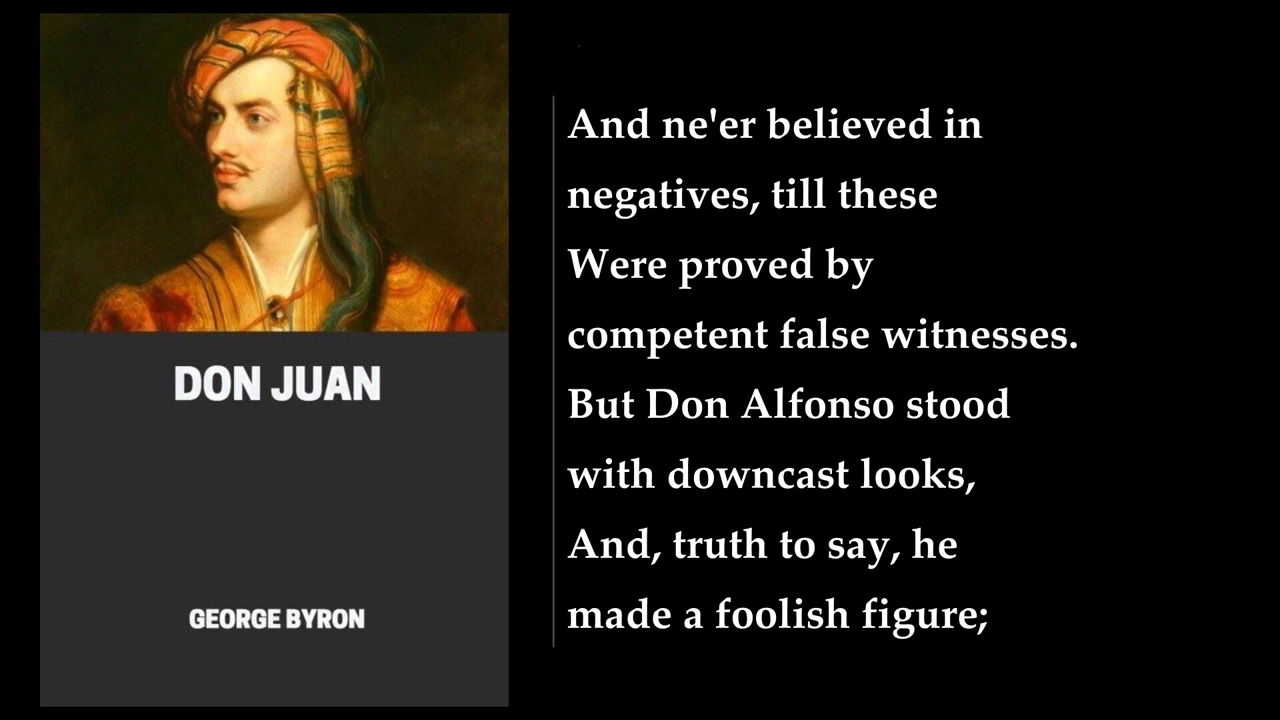 DON JUAN
GEORGE BYRON
And ne'er believed in
negatives, till these
Were proved by
competent false witnesses.
But Don Alfonso stood
with downcast looks,
And, truth to say, he
made a foolish figure;